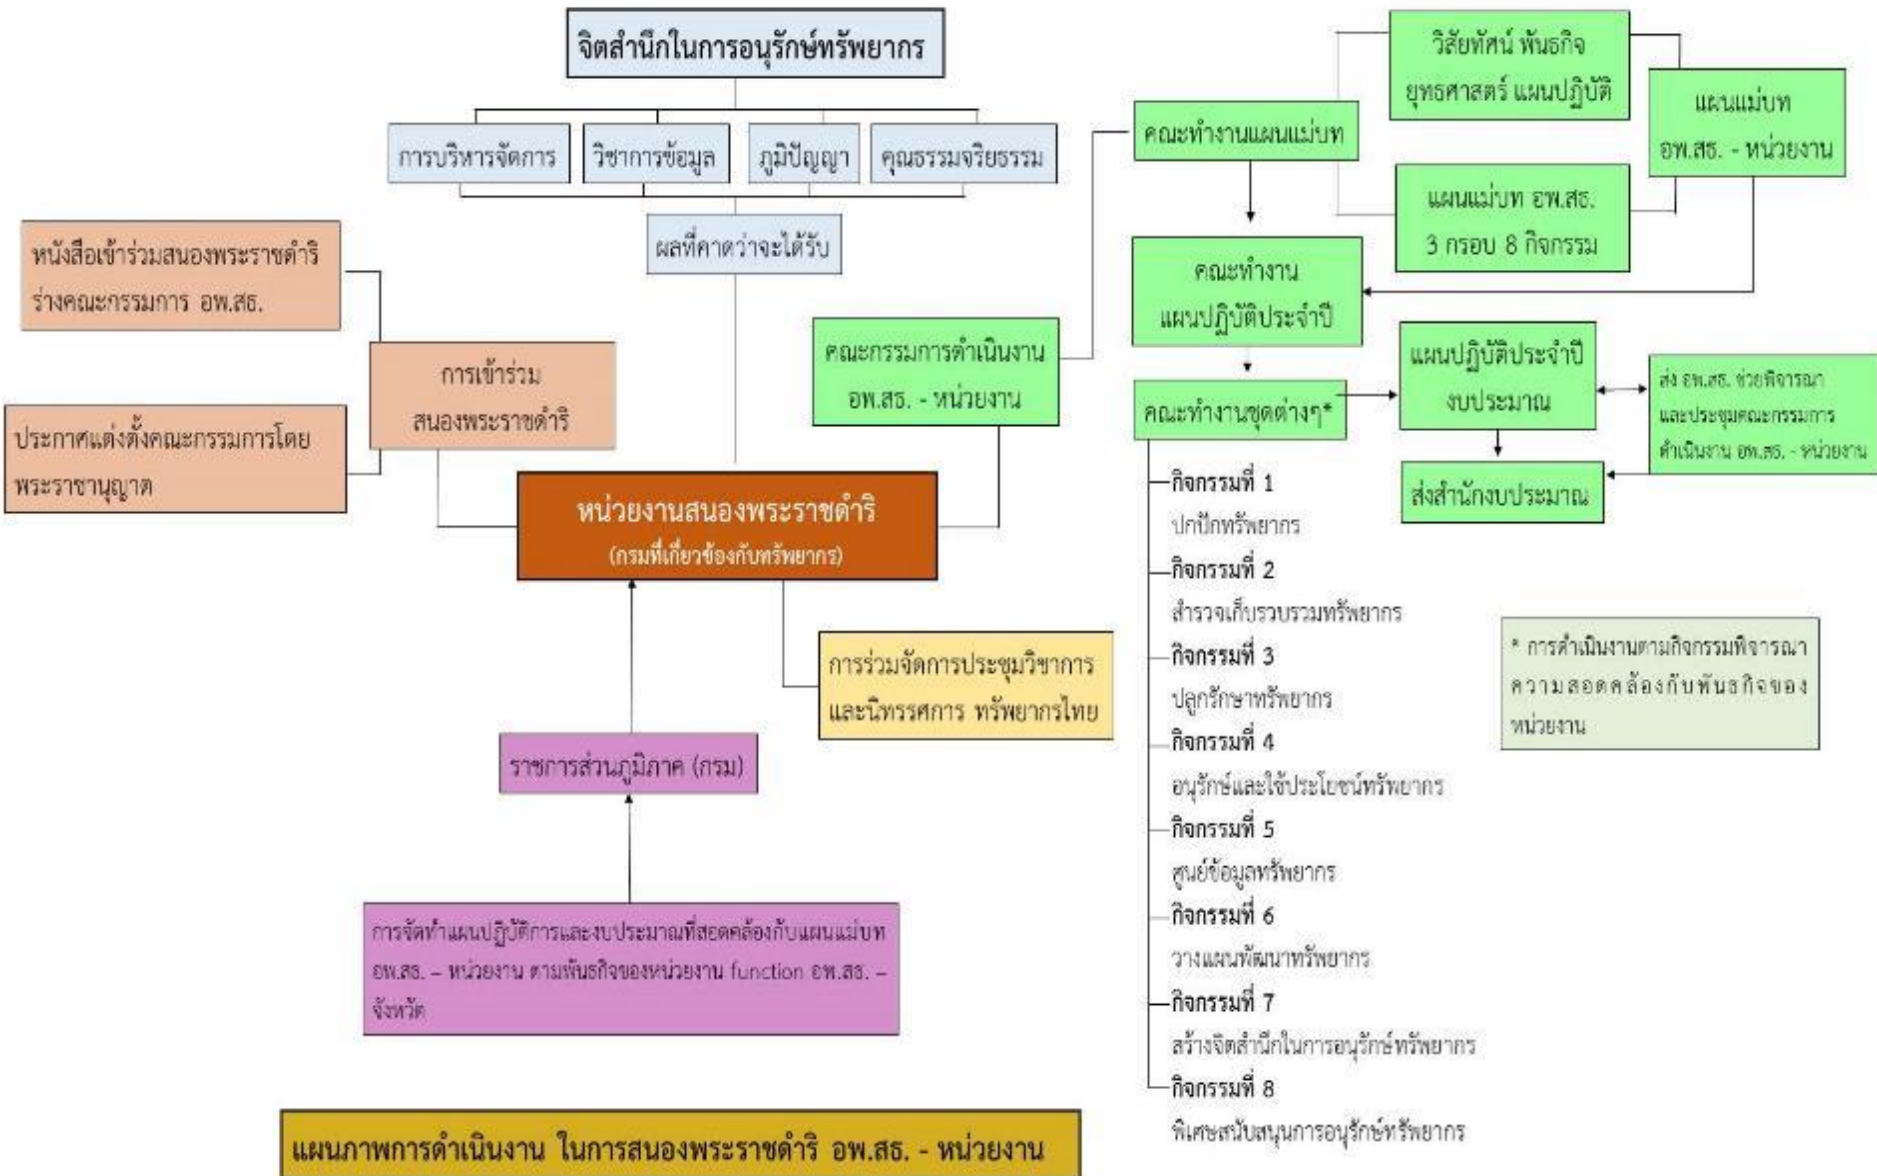 จิตสำนึกในการอนุรักษ์ทรัพยากร
การบริหารจัดการ
วิชาการข้อมูล
ภูมิปัญญา
คุณธรรมจริยธรรม
ผลที่คาดว่าจะได้รับ
หนังสือเข้าร่วมสนองพระราชดำริ
ร่างคณะกรรมการ อพ.สธ.
การเข้าร่วม
สนองพระราชดำริ
ประกาศแต่งตั้งคณะกรรมการโดย
พระราชานุญาต
หน่วยงานสนองพระราชดำริ
(กรมที่เกี่ยวข้องกับทรัพยากร)
คณะกรรมการดำเนินงาน
อพ.สธ. - หน่วยงาน
การร่วมจัดการประชุมวิชาการ
และนิทรรศการ ทรัพยากรไทย
ราชการส่วนภูมิภาค (กรม)
การจัดทำแผนปฏิบัติการและงบประมาณที่สอดคล้องกับแผนแม่บท
อพ.สธ. – หน่วยงาน ตามพันธกิจของหน่วยงาน function อพ.สธ. –
จังหวัด
คณะทำงานแผนแม่บท
วิสัยทัศน์ พันธกิจ
ยุทธศาสตร์ แผนปฏิบัติ
แผนแม่บท
อพ.สธ. - หน่วยงาน
แผนแม่บท อพ.สธ.
3 กรอบ 8 กิจกรรม
คณะทำงาน
แผนปฏิบัติประจำปี
คณะทำงานชุดต่างๆ*
แผนปฏิบัติประจำปี
งบประมาณ
ส่ง อพ.สธ. ช่วยพิจารณา
และประชุมคณะกรรมการ
ดำเนินงาน อพ.สธ. - หน่วยงาน
ส่งสำนักงบประมาณ
กิจกรรมที่ 1
ปกปักทรัพยากร
กิจกรรมที่ 2
สำรวจเก็บรวบรวมทรัพยากร
กิจกรรมที่ 3
ปลูกรักษาทรัพยากร
กิจกรรมที่ 4
อนุรักษ์และใช้ประโยชน์ทรัพยากร
กิจกรรมที่ 5
ศูนย์ข้อมูลทรัพยากร
กิจกรรมที่ 6
วางแผนพัฒนาทรัพยากร
กิจกรรมที่ 7
สร้างจิตสำนึกในการอนุรักษ์ทรัพยากร
กิจกรรมที่ 8
พิเศษสนับสนุนการอนุรักษ์ทรัพยากร
* การดำเนินงานตามกิจกรรมพิจารณา
ความสอดคล้องกับพันธกิจของ
หน่วยงาน
แผนภาพการดำเนินงาน ในการสนองพระราชดำริ อพ.สธ. - หน่วยงาน